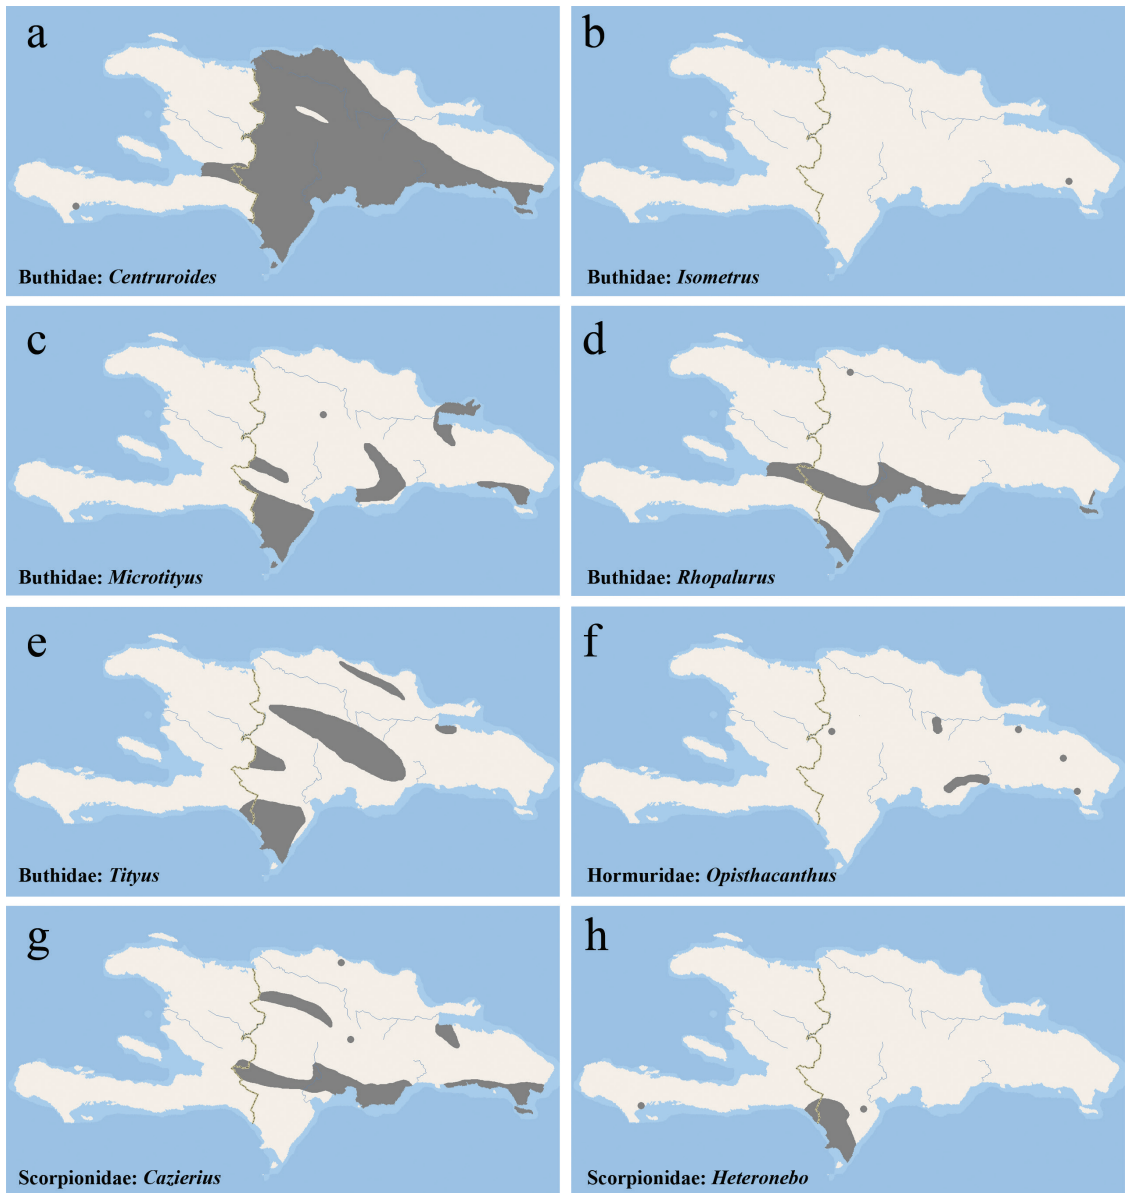 a
b
Buthidae: Centruroides
Buthidae: Isometrus
c
d
Buthidae: Microtityus
Buthidae: Rhopalurus
e
f
Buthidae: Tityus
Hormuridae: Opisthacanthus
g
h
Scorpionidae: Cazierius
Scorpionidae: Heteronebo